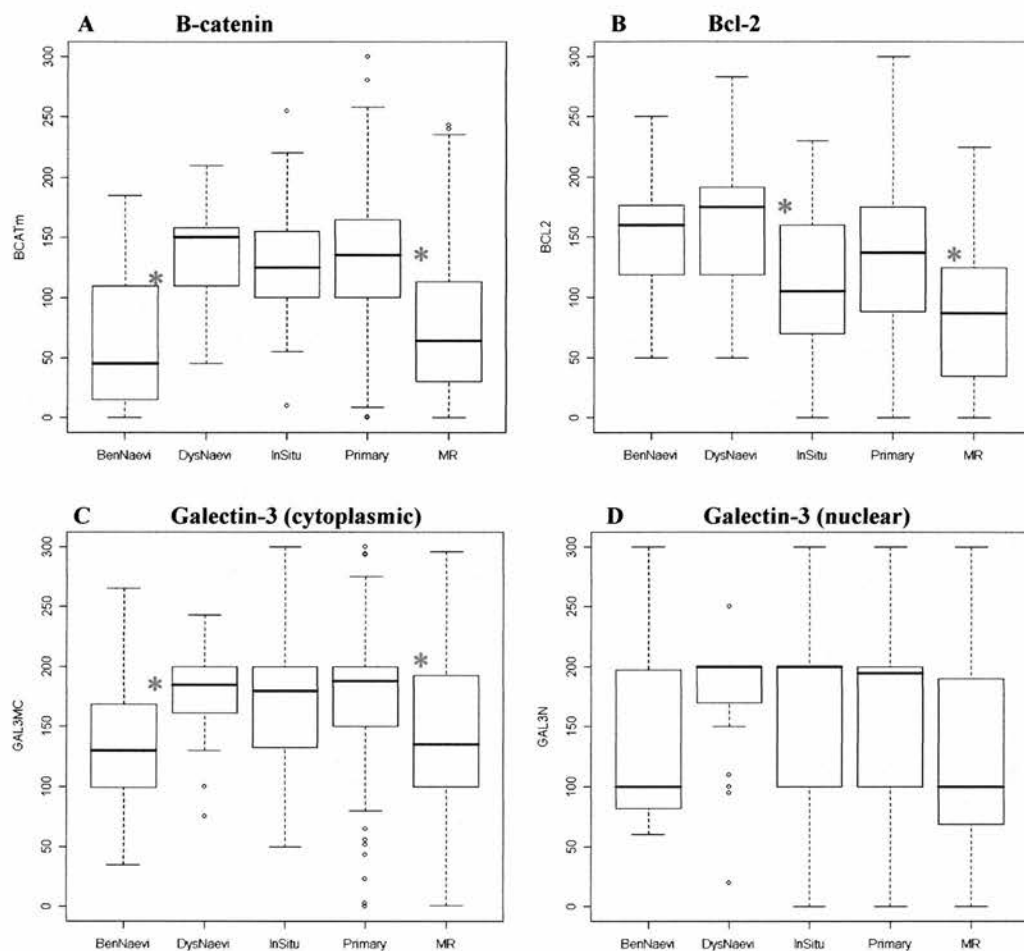 A B-catenin
300
250
200
150
100
50
0
BCATm
*
*
BenNaevi DysNaevi InSitu Primary MR
B Bcl-2
300
250
200
150
100
50
0
BCL2
*
*
BenNaevi DysNaevi InSitu Primary MR
C Galectin-3 (cytoplasmic)
300
250
200
150
100
50
0
GAL3MC
*
*
BenNaevi DysNaevi InSitu Primary MR
D Galectin-3 (nuclear)
300
250
200
150
100
50
0
GAL3N
BenNaevi DysNaevi InSitu Primary MR